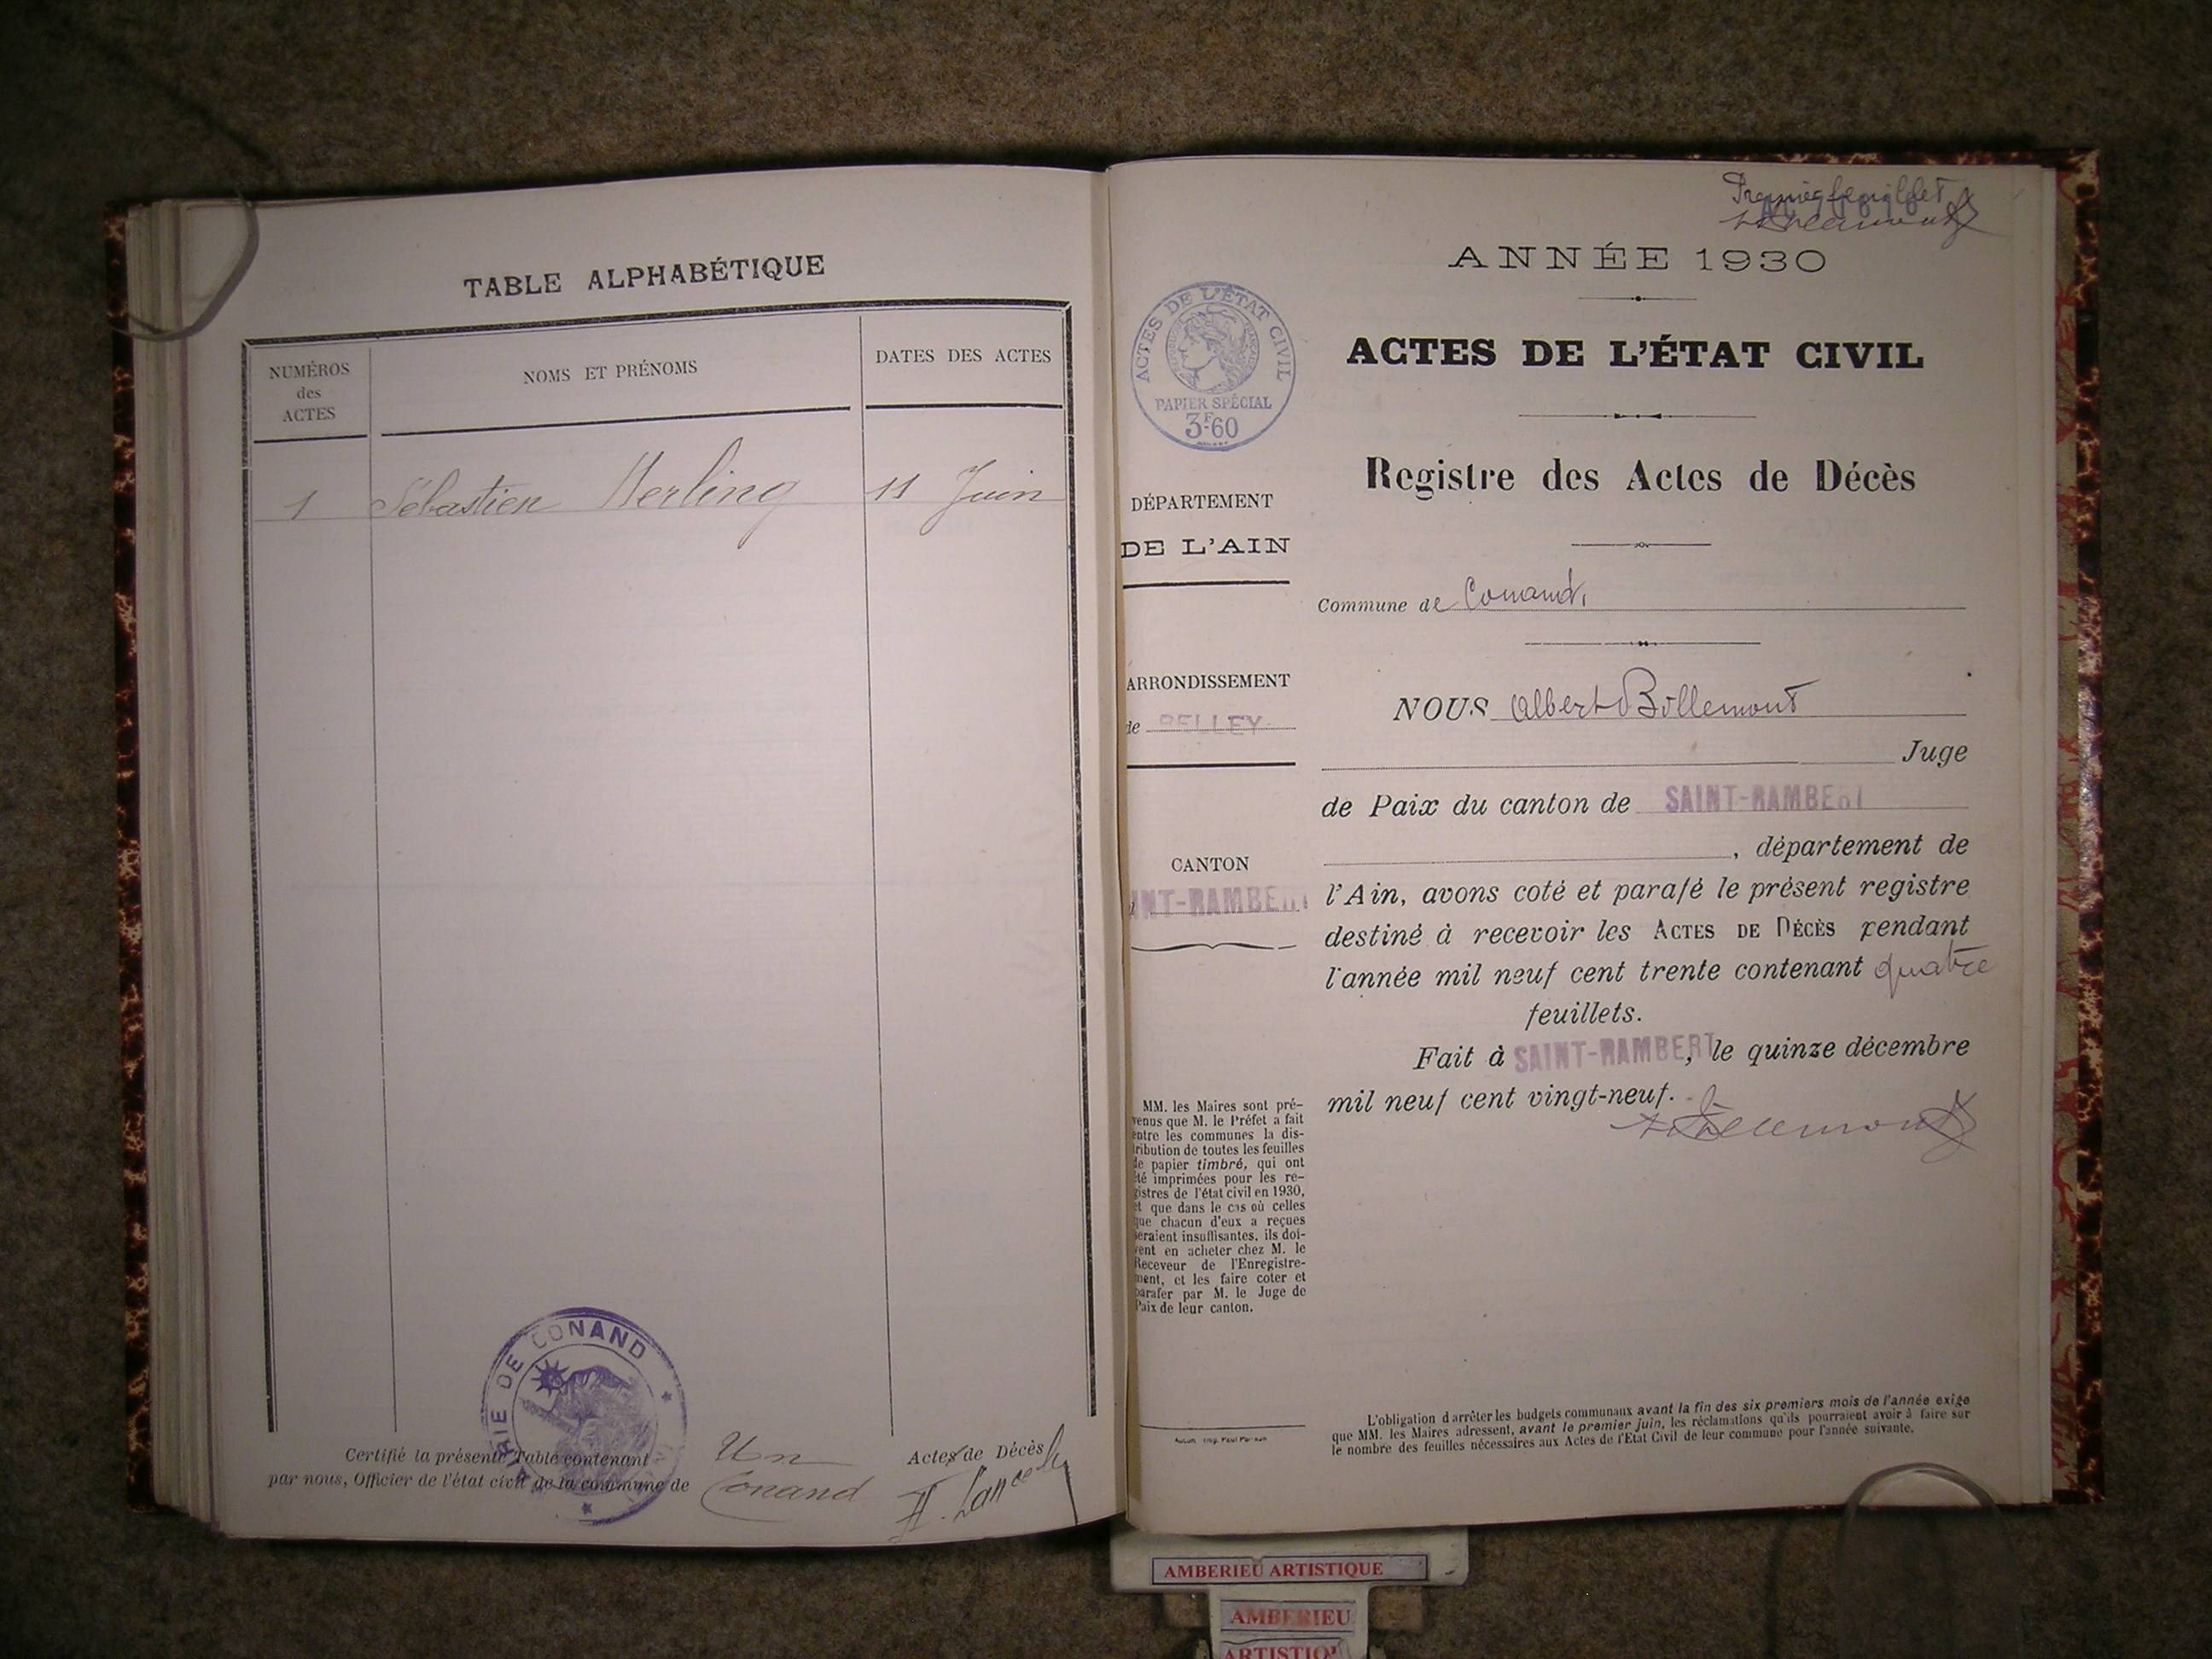 TABLE ALPHABÉTIQUE
NUMÉROS
des
ACTES
NOMS ET PRÉNOMS
DATES DES ACTES
1 Sébastien Merling 11 Juin
MAIRIE DE CONAND
Certifié la présente Table contenant Un Actes de Décès
par nous, Officier de l'état civil de la commune de Conand
Premier feuillet
ANNÉE 1930
ACTES DE L'ÉTAT CIVIL
PAPIER SPÉCIAL
3F60
ACTES DE L'ÉTAT CIVIL
Registre des Actes de Décès
DÉPARTEMENT
DE L'AIN
ARRONDISSEMENT
de BELLEY
CANTON
INT-RAMBERT
MM. les Maires sont pré-
venus que M. le Préfet a fait
entre les communes la dis-
tribution de toutes les feuilles
de papier timbré, qui ont
été imprimées pour les re-
gistres de l'état civil en 1930,
et que dans le cas où celles
que chacun d'eux a reçues
seraient insuffisantes, ils doi-
vent en acheter chez M. le
Receveur de l'Enregistre-
ment, et les faire coter et
parafer par M. le Juge de
Paix de leur canton.
Commune de Conand
NOUS Albert Billemont
Juge
de Paix du canton de SAINT-RAMBERT
, département de
l'Ain, avons coté et parafé le présent registre
destiné à recevoir les ACTES DE DÉCÈS pendant
l'année mil neuf cent trente contenant quatre
feuillets.
Fait à SAINT-RAMBERT, le quinze décembre
mil neuf cent vingt-neuf.
L'obligation d'arrêter les budgets communaux avant la fin des six premiers mois de l'année exige
que MM. les Maires adressent, avant le premier juin, les réclamations qu'ils pourraient avoir à faire sur
le nombre des feuilles nécessaires aux Actes de l'État Civil de leur commune pour l'année suivante.
AMBERIEU ARTISTIQUE
AMBERIEU
ARTISTIQ